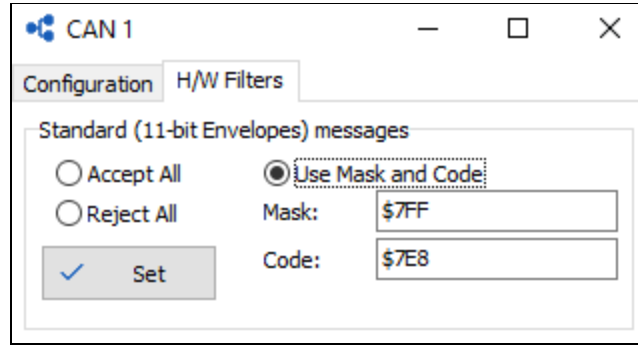 CAN 1
Configuration H/W Filters
Standard (11-bit Envelopes) messages
Accept All Use Mask and Code
Reject All Mask: $7FF
Set Code: $7E8